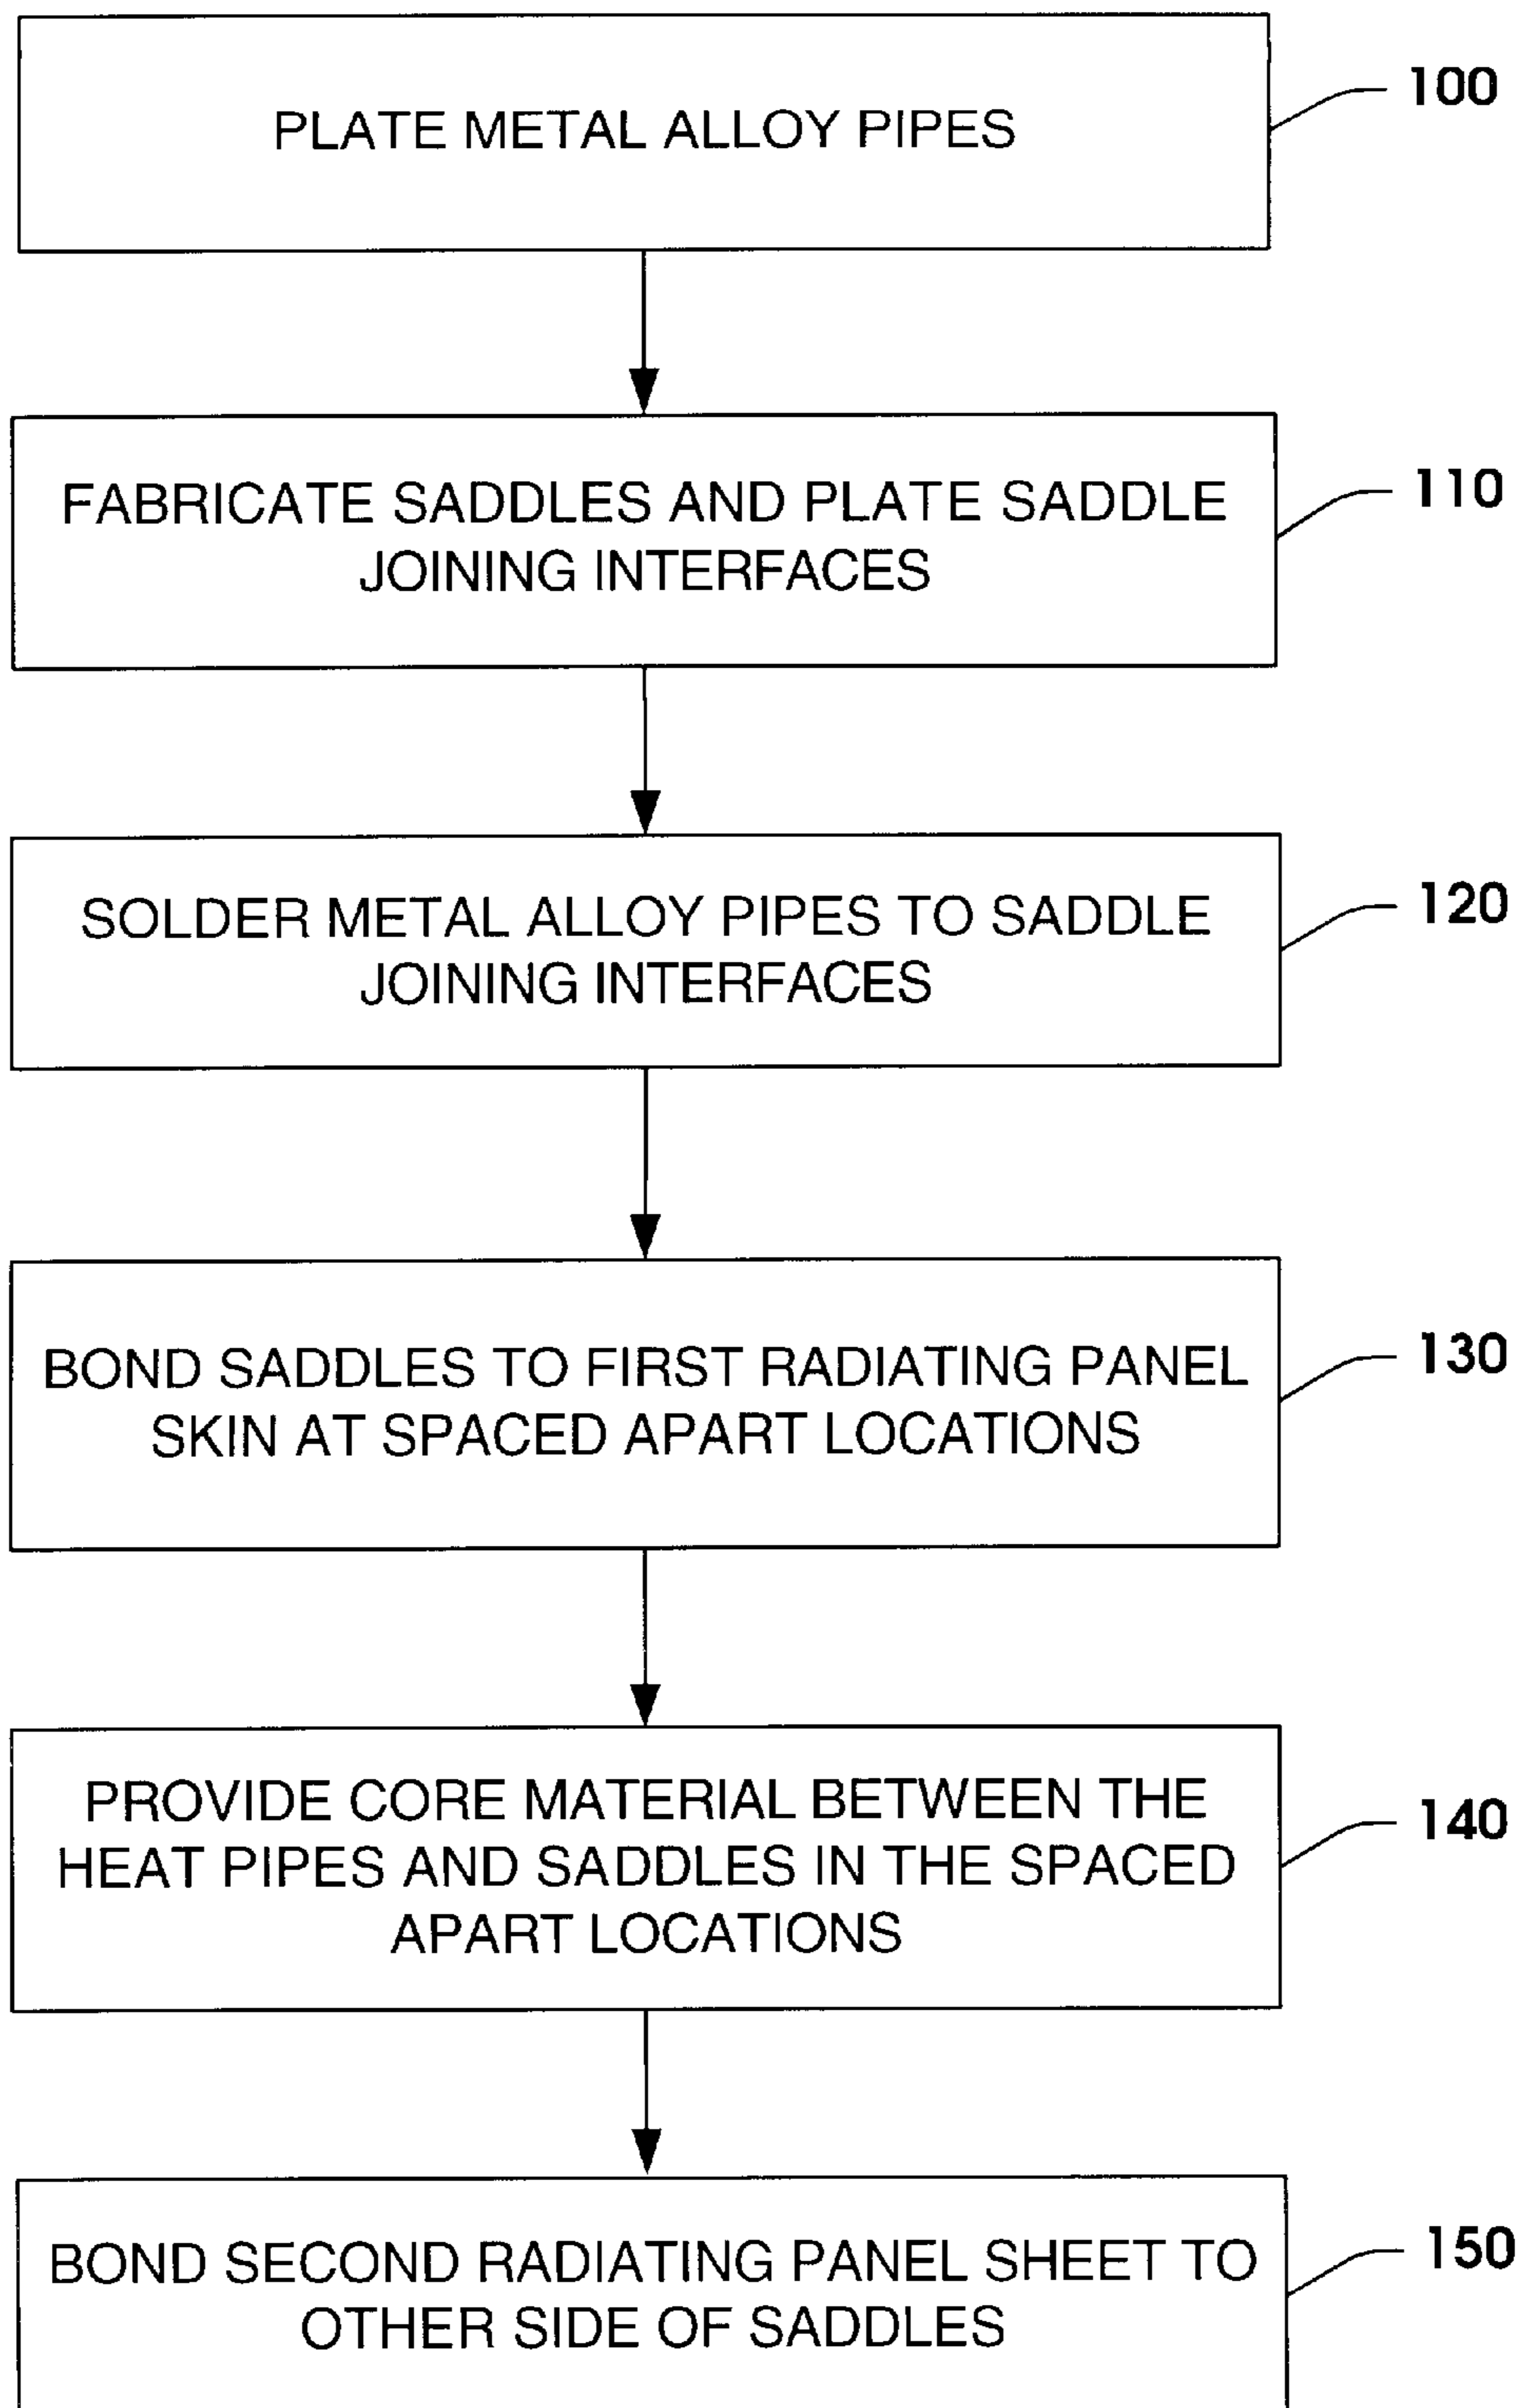 PLATE METAL ALLOY PIPES
100
FABRICATE SADDLES AND PLATE SADDLE
JOINING INTERFACES
110
SOLDER METAL ALLOY PIPES TO SADDLE
JOINING INTERFACES
120
BOND SADDLES TO FIRST RADIATING PANEL
SKIN AT SPACED APART LOCATIONS
130
PROVIDE CORE MATERIAL BETWEEN THE
HEAT PIPES AND SADDLES IN THE SPACED
APART LOCATIONS
140
BOND SECOND RADIATING PANEL SHEET TO
OTHER SIDE OF SADDLES
150